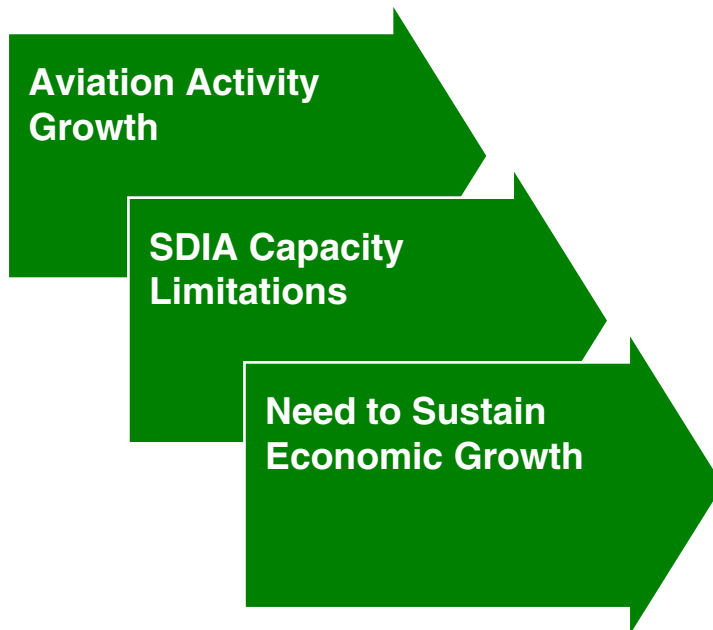 Aviation Activity
Growth
SDIA Capacity
Limitations
Need to Sustain
Economic Growth